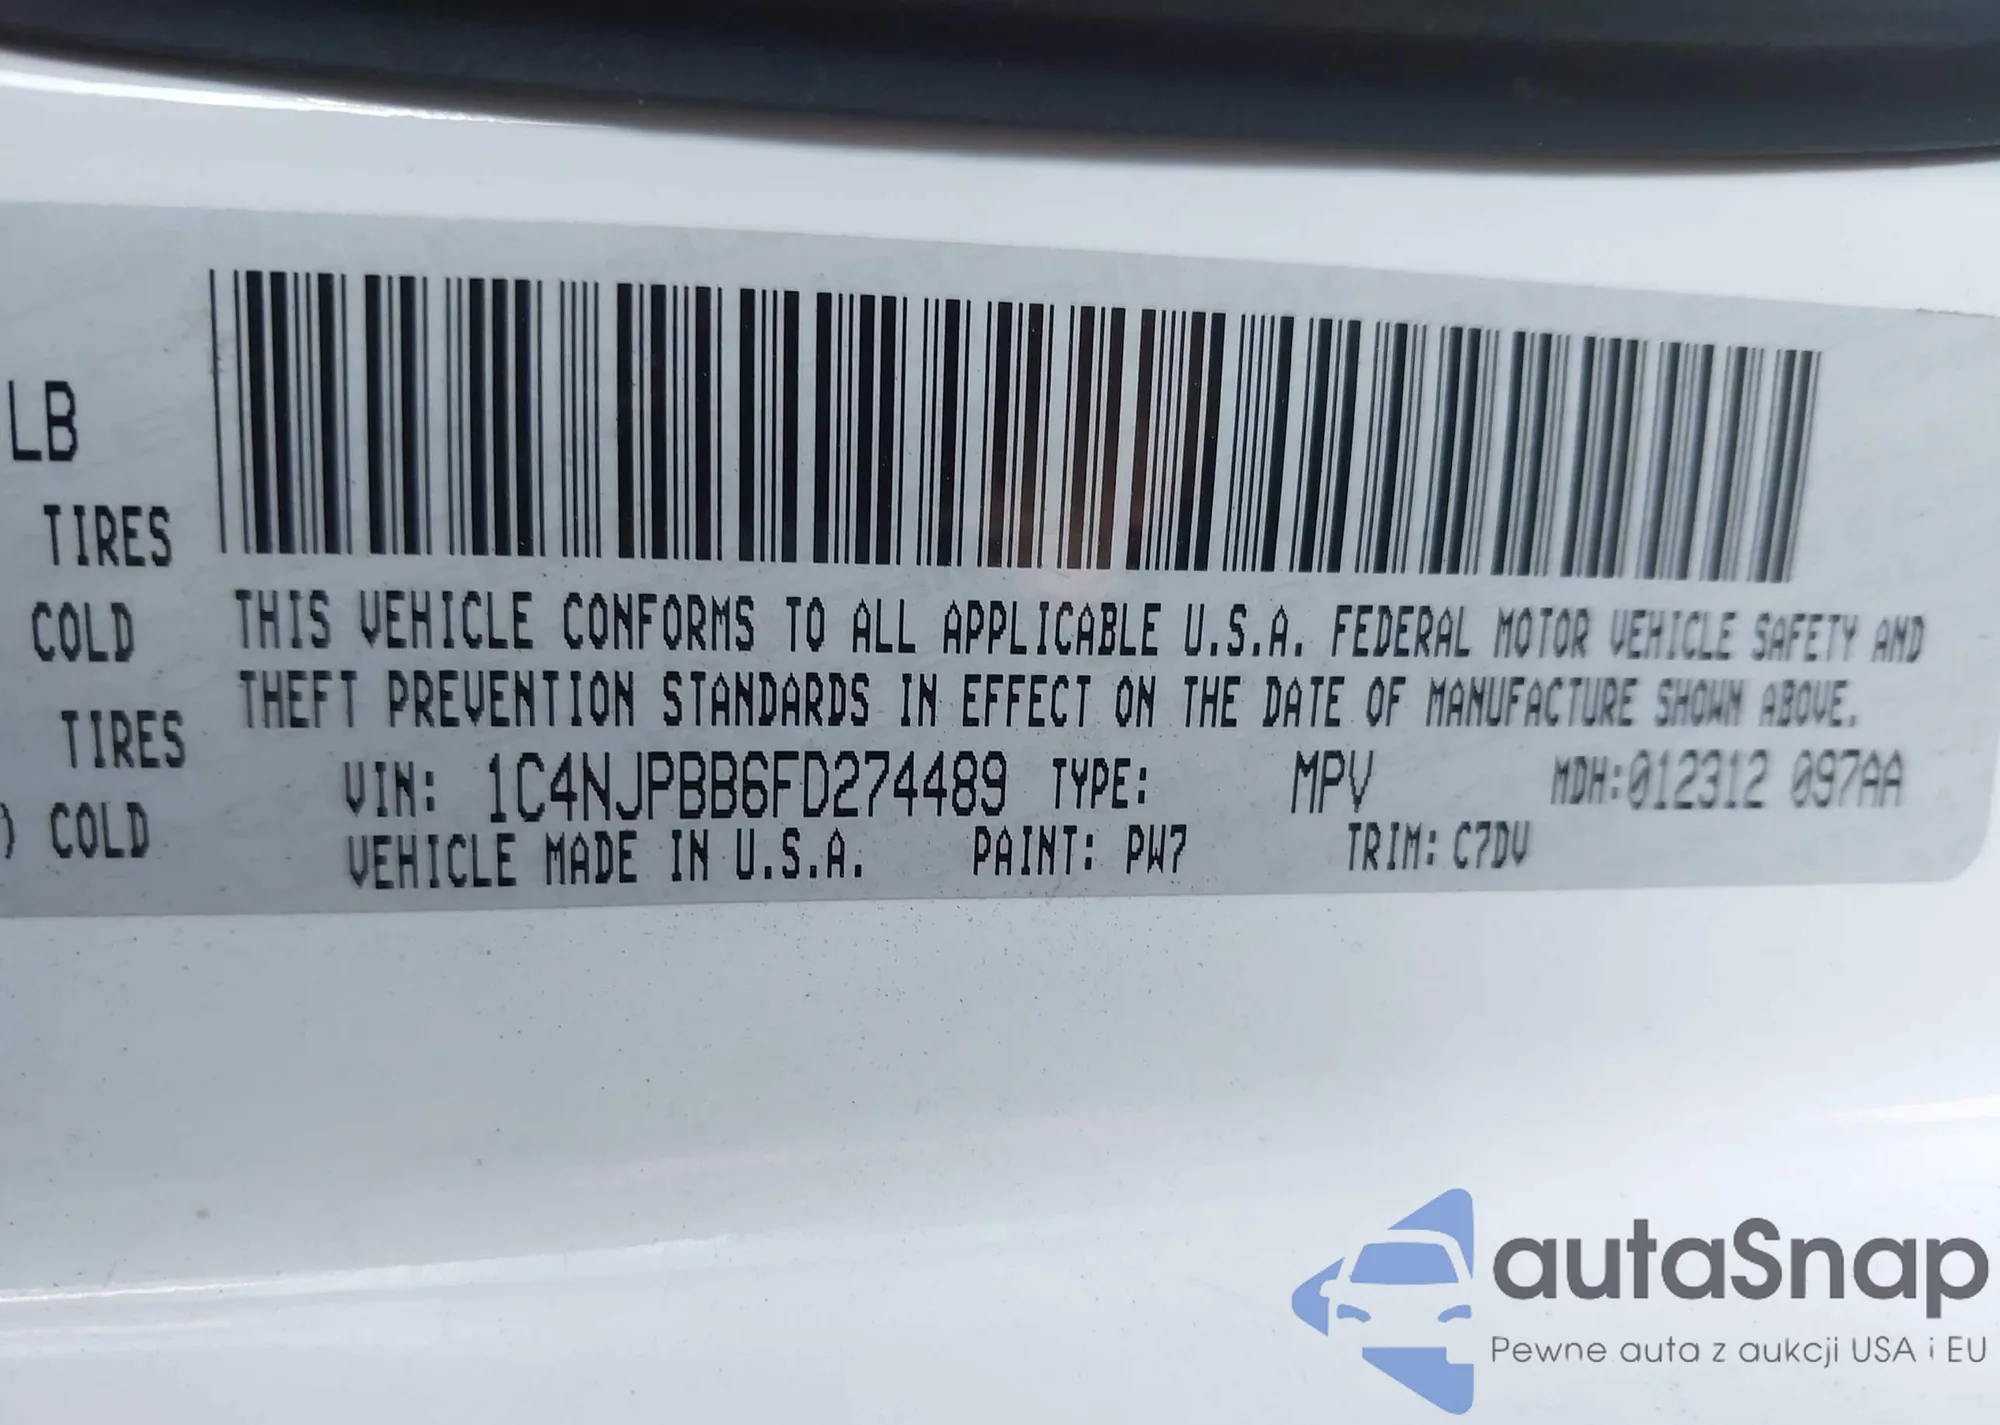 LB
TIRES
COLD
TIRES
) COLD
THIS VEHICLE CONFORMS TO ALL APPLICABLE U.S.A. FEDERAL MOTOR VEHICLE SAFETY AND
THEFT PREVENTION STANDARDS IN EFFECT ON THE DATE OF MANUFACTURE SHOWN ABOVE.
VIN: 1C4NJPBB6FD274489 TYPE: MPV MDH:012312 097AA
VEHICLE MADE IN U.S.A. PAINT: PW7 TRIM: C7DV
autaSnap
Pewne auta z aukcji USA i EU